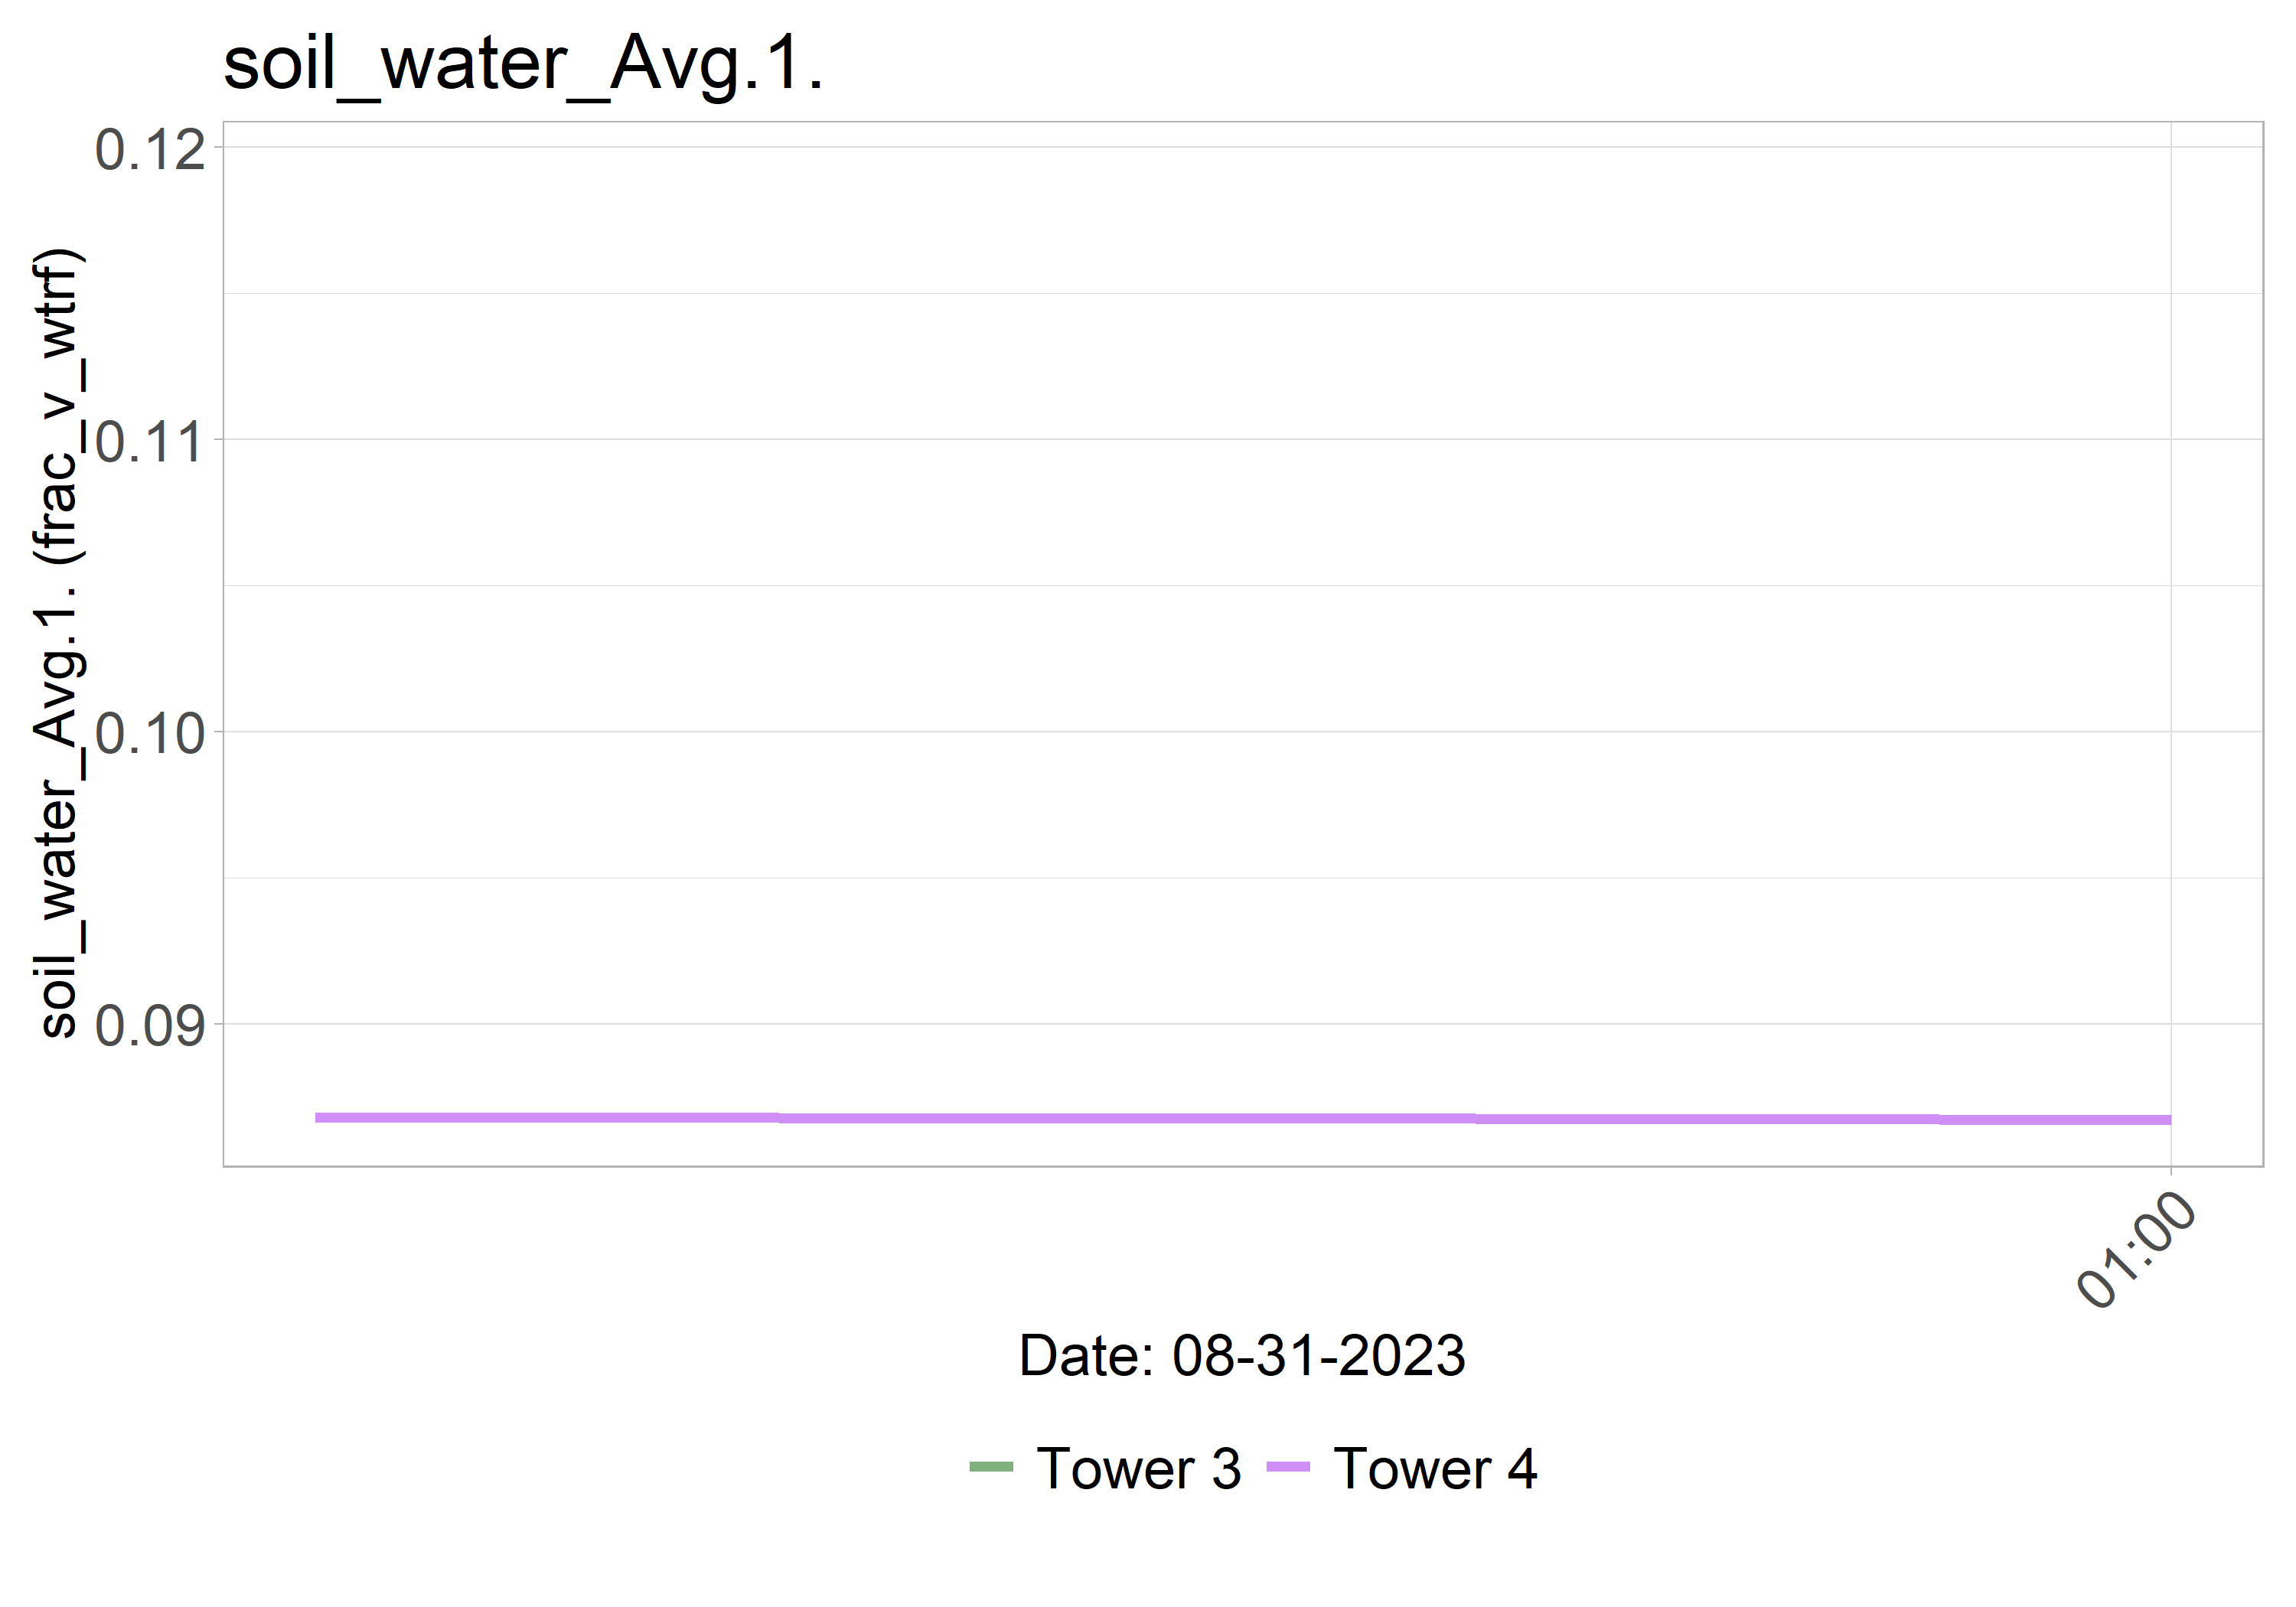 soil_water_Avg.1.
soil_water_Avg.1. (frac_v_wtrf)
0.12
0.11
0.10
0.09
01:00
Date: 08-31-2023
Tower 3 Tower 4